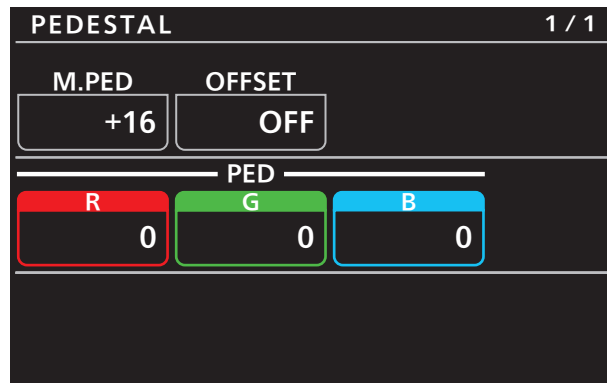 PEDESTAL 1 / 1
M.PED OFFSET
+16 OFF
PED
R G B
0 0 0